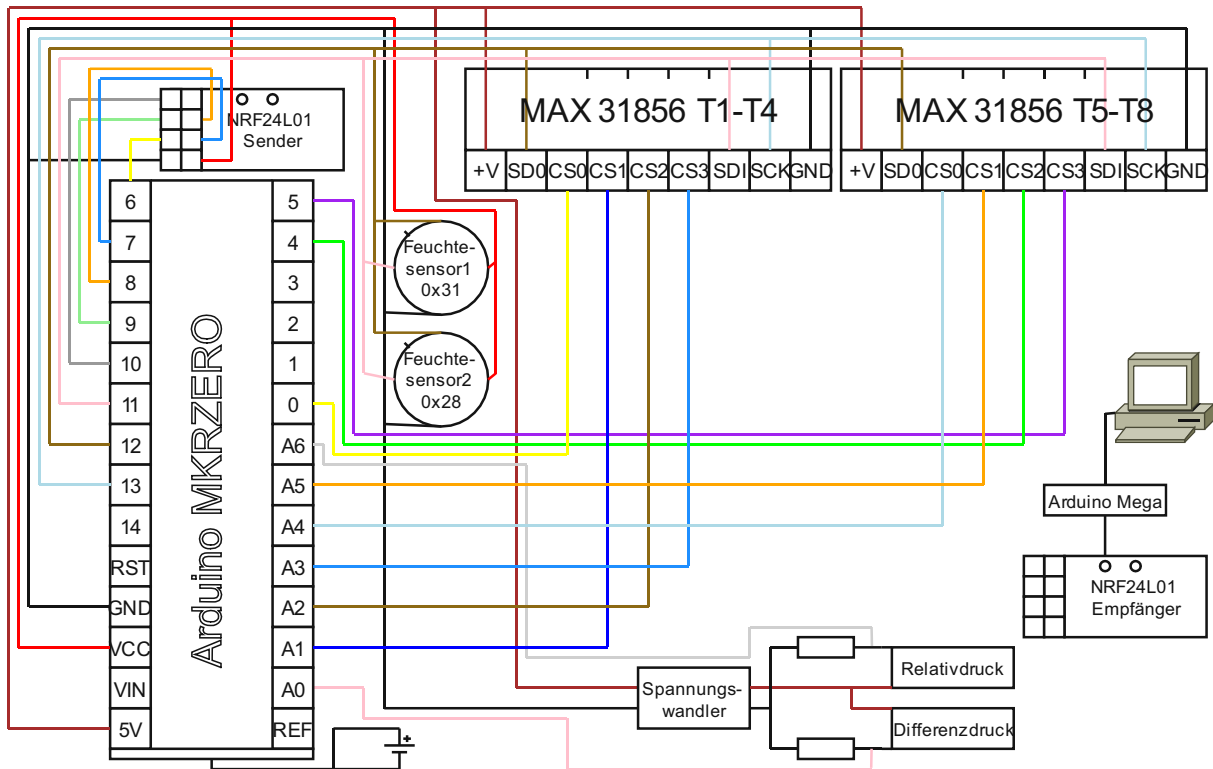 NRF24L01
Sender
MAX 31856 T1-T4
+V SD0 CS0 CS1 CS2 CS3 SDI SCK GND
MAX 31856 T5-T8
+V SD0 CS0 CS1 CS2 CS3 SDI SCK GND
Arduino MKRZERO
6
7
8
9
10
11
12
13
14
RST
GND
VCC
VIN
5V
5
4
3
2
1
0
A6
A5
A4
A3
A2
A1
A0
REF
Feuchte-
sensor1
0x31
Feuchte-
sensor2
0x28
Arduino Mega
NRF24L01
Empfänger
Spannungs-
wandler
Relativdruck
Differenzdruck
+